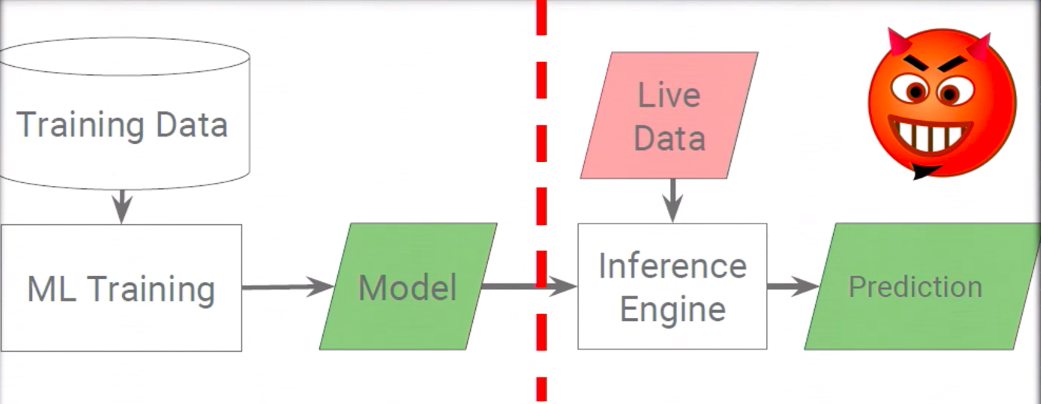 Training Data
ML Training
Model
Live
Data
Inference
Engine
Prediction